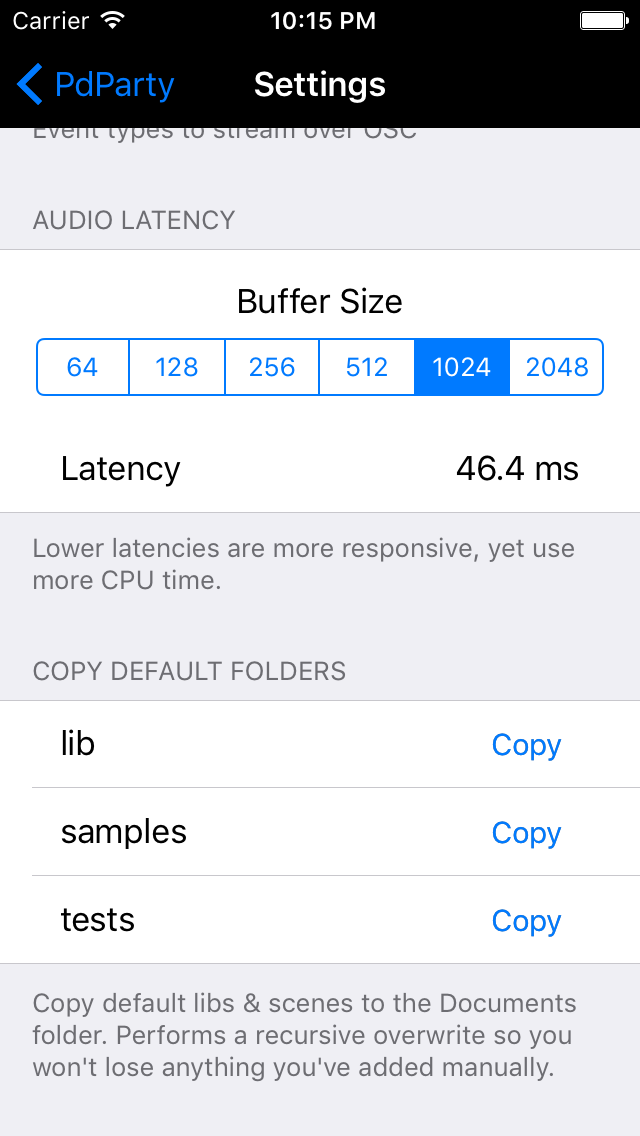 Carrier 10:15 PM
PdParty Settings
Event types to stream over OSC
AUDIO LATENCY
Buffer Size
64 128 256 512 1024 2048
Latency 46.4 ms
Lower latencies are more responsive, yet use
more CPU time.
COPY DEFAULT FOLDERS
lib Copy
samples Copy
tests Copy
Copy default libs & scenes to the Documents
folder. Performs a recursive overwrite so you
won't lose anything you've added manually.